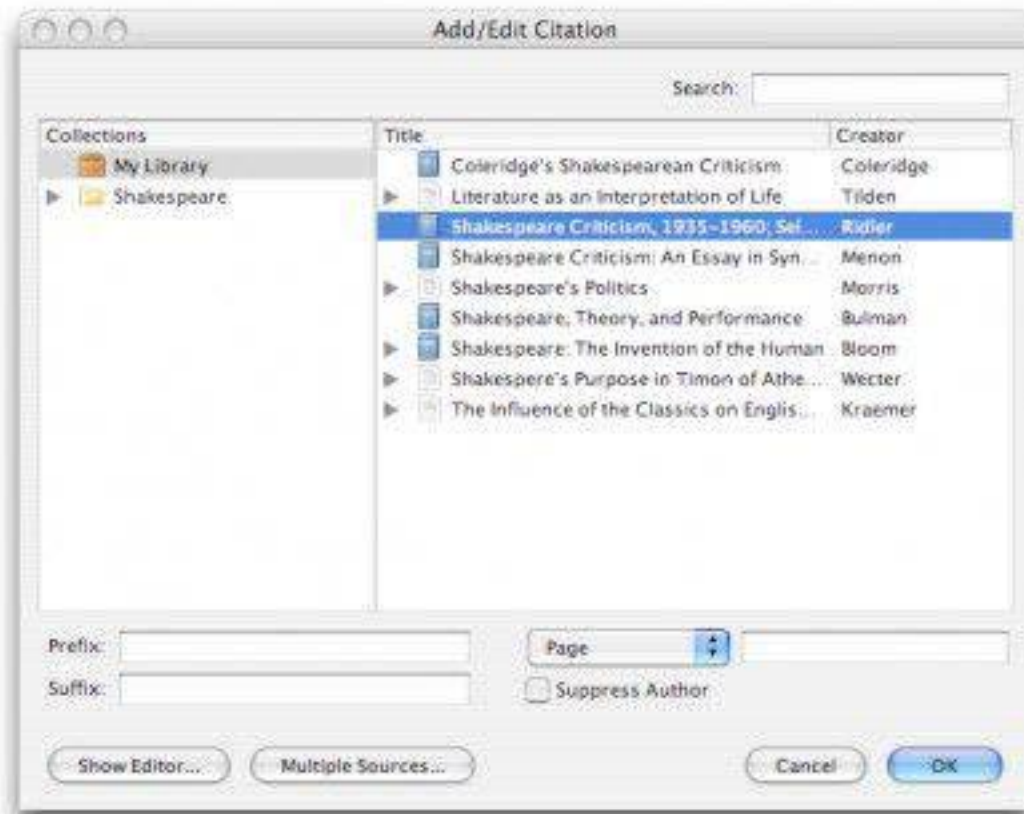 Add/Edit Citation
Search:
Collections Title Creator
My Library Coleridge's Shakespearean Criticism Coleridge
Shakespeare Literature as an Interpretation of Life Tilden
Shakespeare Criticism, 1935-1960; Sel... Ridler
Shakespeare Criticism: An Essay in Syn... Menon
Shakespeare's Politics Morris
Shakespeare, Theory, and Performance Bulman
Shakespeare: The Invention of the Human Bloom
Shakespere's Purpose in Timon of Athe... Wecter
The Influence of the Classics on Englis... Kraemer
Prefix: Page
Suffix: Suppress Author
Show Editor... Multiple Sources... Cancel OK